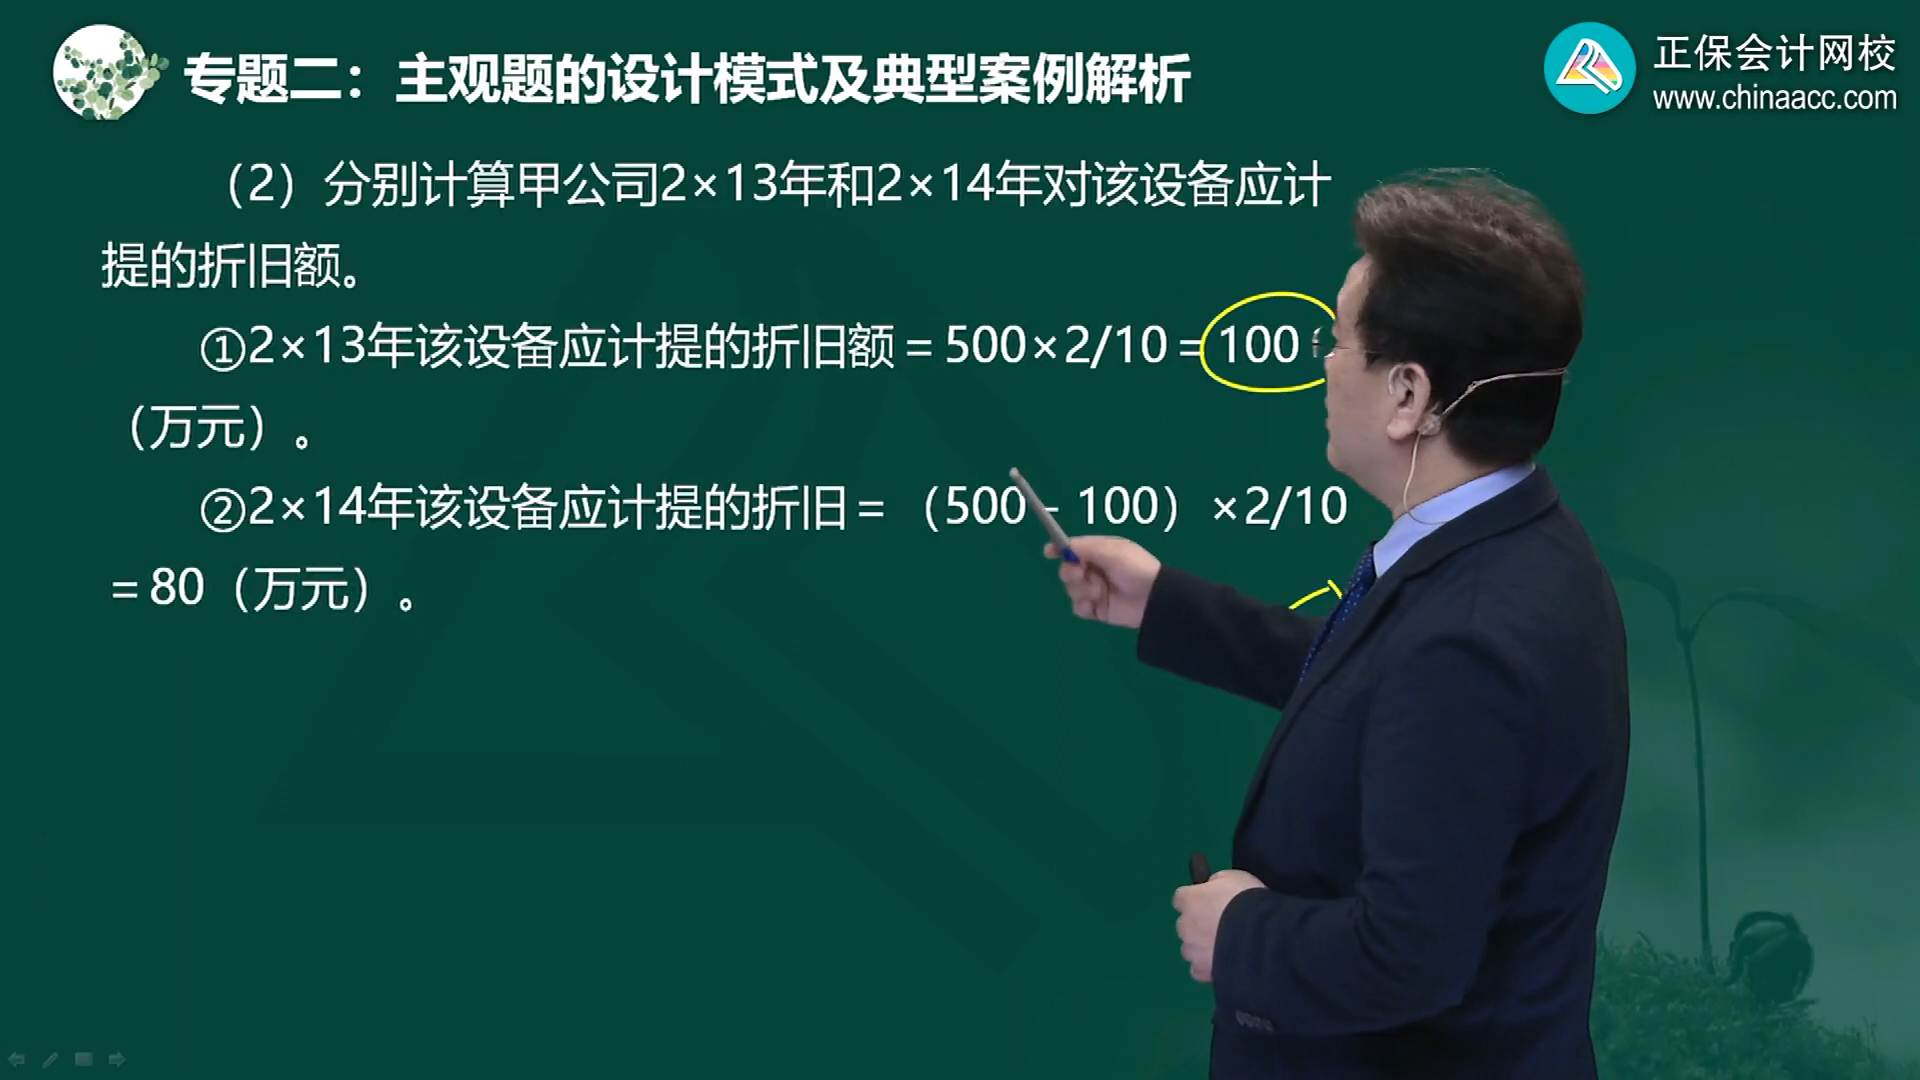 专题二：主观题的设计模式及典型案例解析
正保会计网校
www.chinaacc.com
（2）分别计算甲公司2×13年和2×14年对该设备应计
提的折旧额。
①2×13年该设备应计提的折旧额＝500×2/10＝100
（万元）。
②2×14年该设备应计提的折旧＝（500－100）×2/10
＝80（万元）。